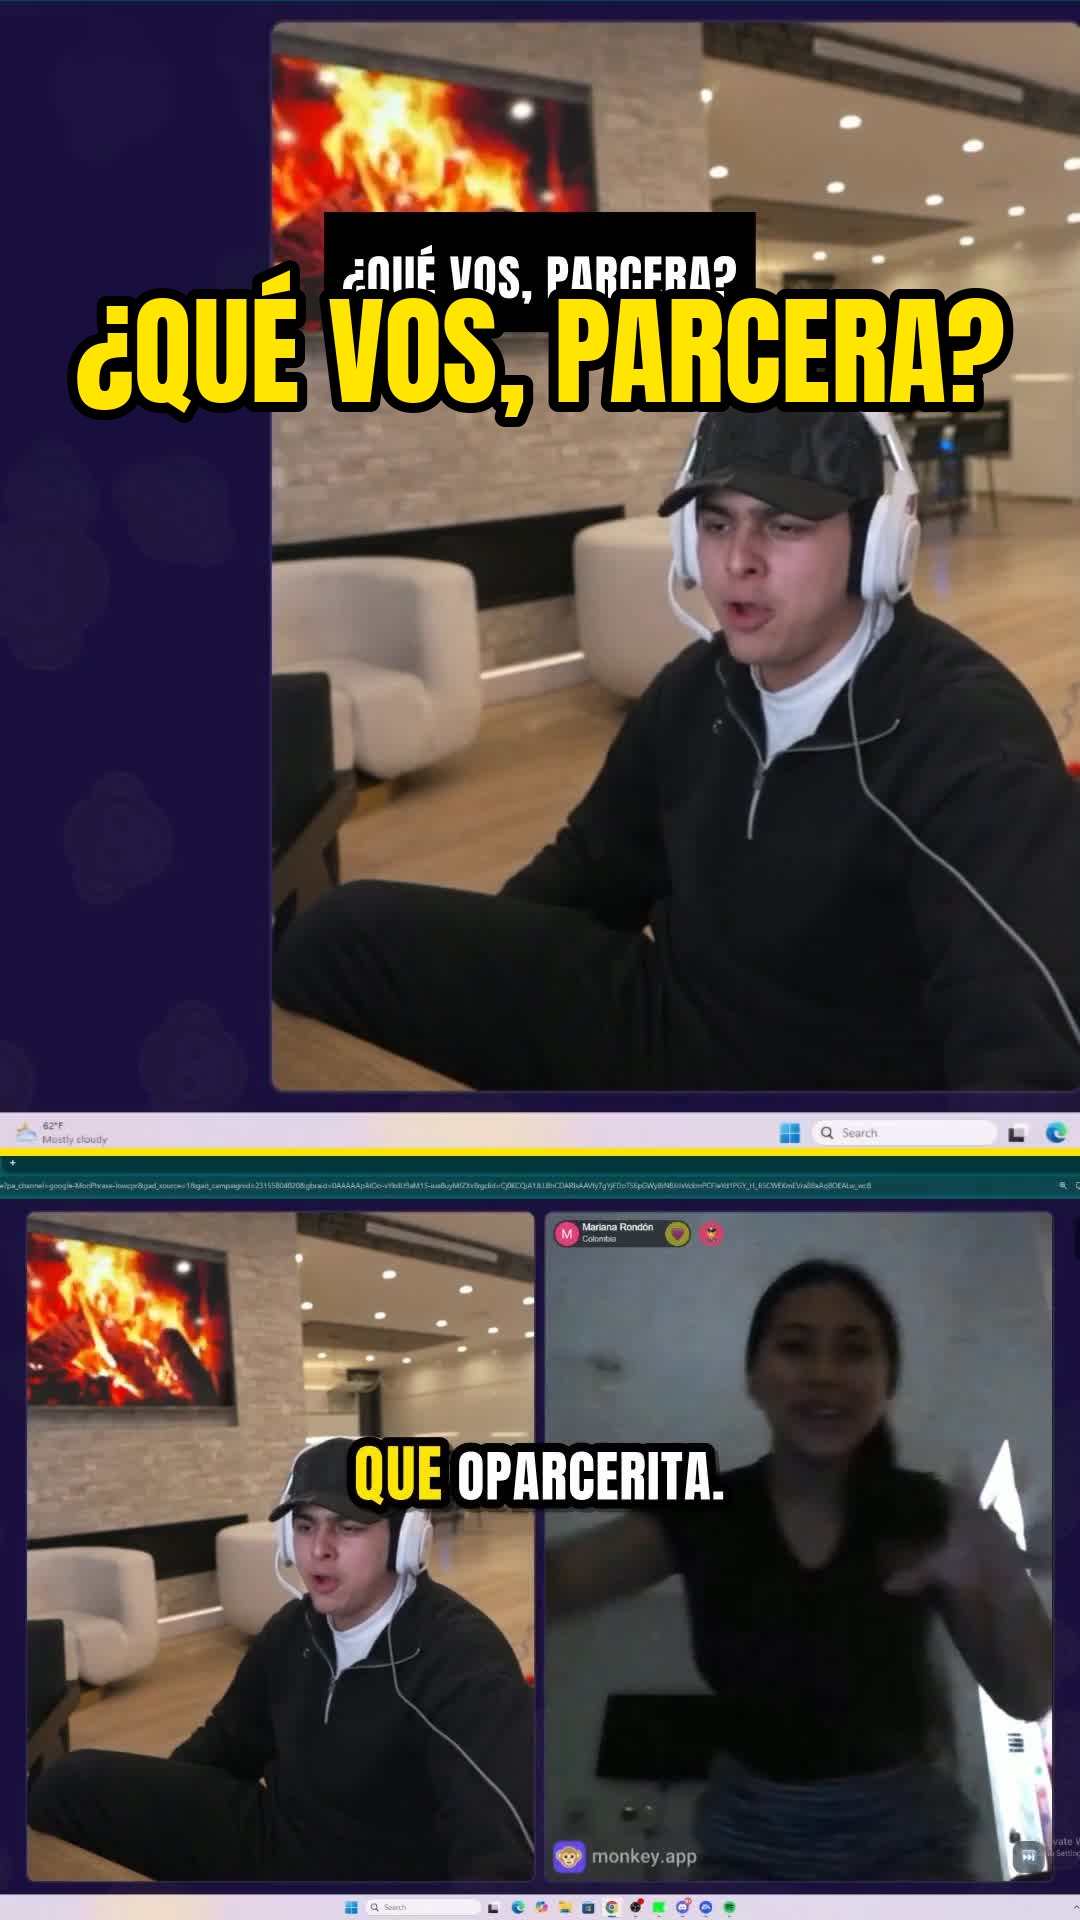 ¿QUÉ VOS, PARCERA?
¿QUÉ VOS, PARCERA?
62°F
Mostly cloudy
Search
Mariana Rondón
Colombia
M
QUE OPARCERITA.
monkey.app
Search